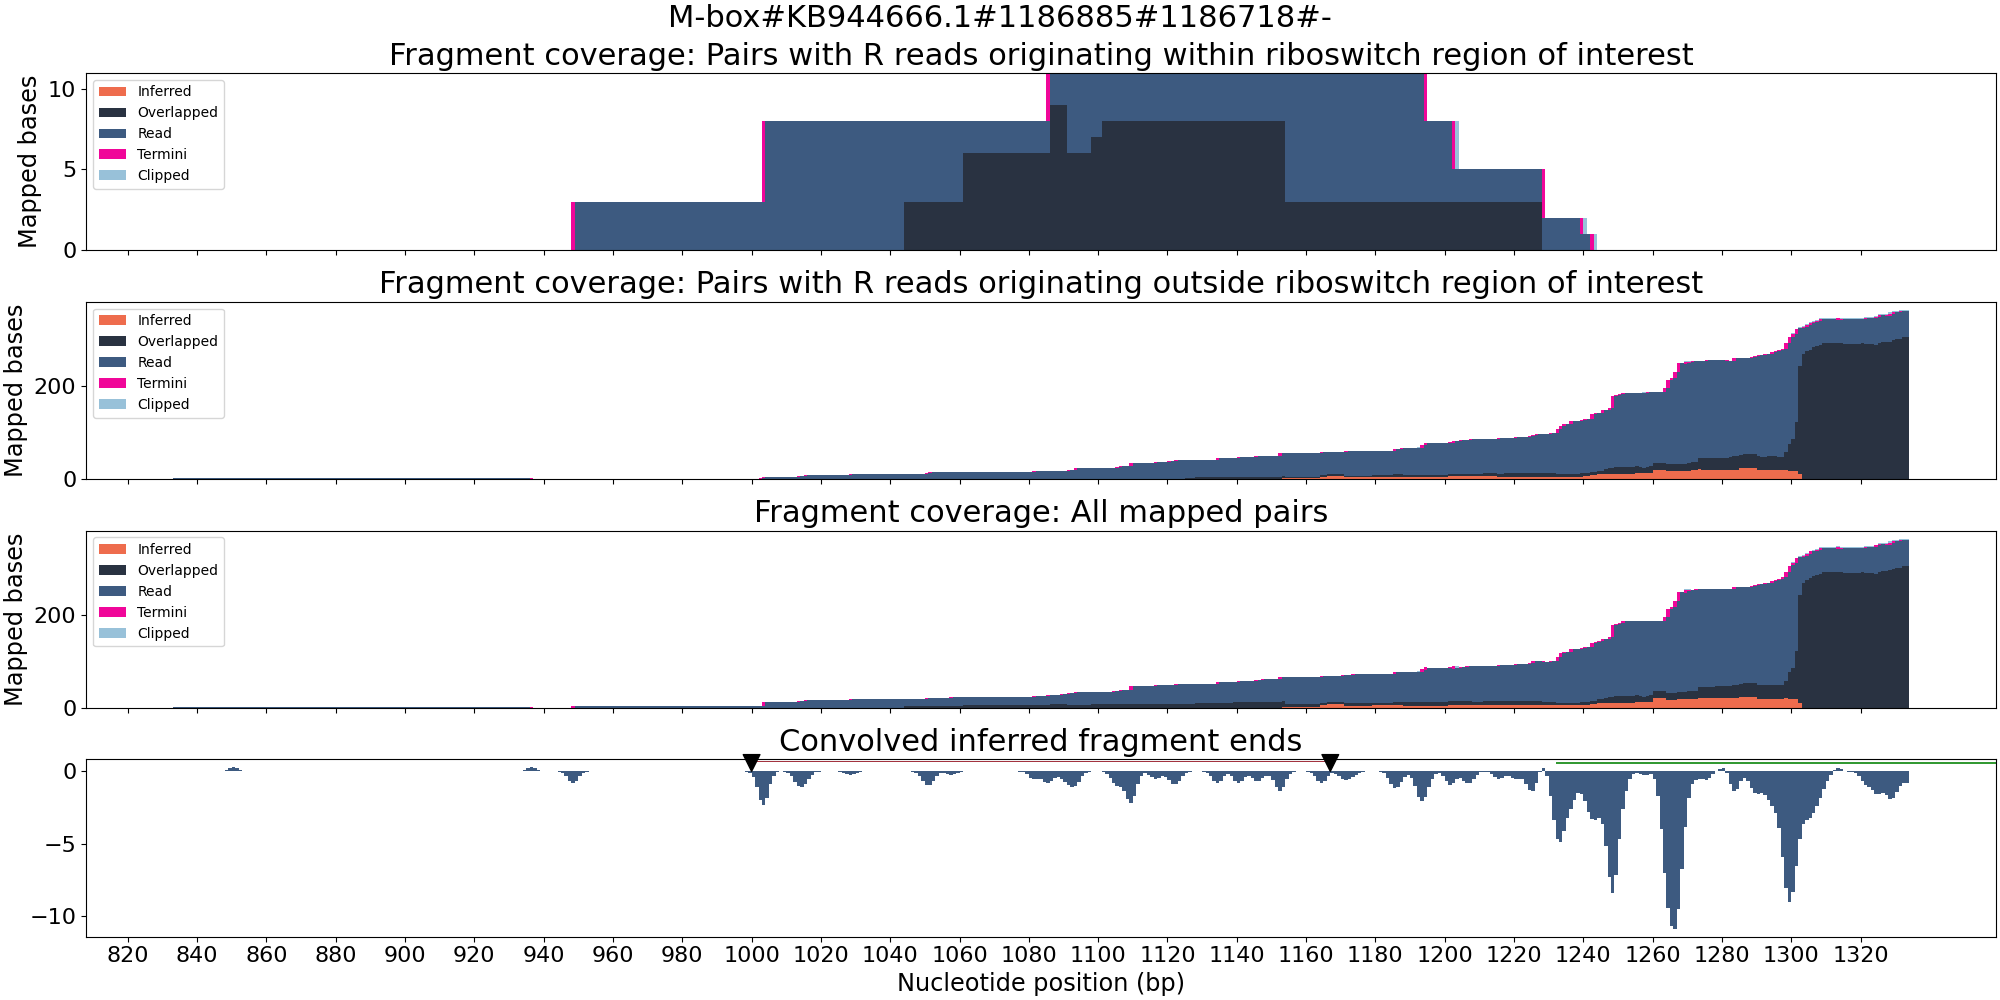 M-box#KB944666.1#1186885#1186718#-
Fragment coverage: Pairs with R reads originating within riboswitch region of interest
Mapped bases
10
5
0
Inferred
Overlapped
Read
Termini
Clipped
Fragment coverage: Pairs with R reads originating outside riboswitch region of interest
Mapped bases
200
0
Inferred
Overlapped
Read
Termini
Clipped
Fragment coverage: All mapped pairs
Mapped bases
200
0
Inferred
Overlapped
Read
Termini
Clipped
Convolved inferred fragment ends
0
−5
−10
820 840 860 880 900 920 940 960 980 1000 1020 1040 1060 1080 1100 1120 1140 1160 1180 1200 1220 1240 1260 1280 1300 1320
Nucleotide position (bp)